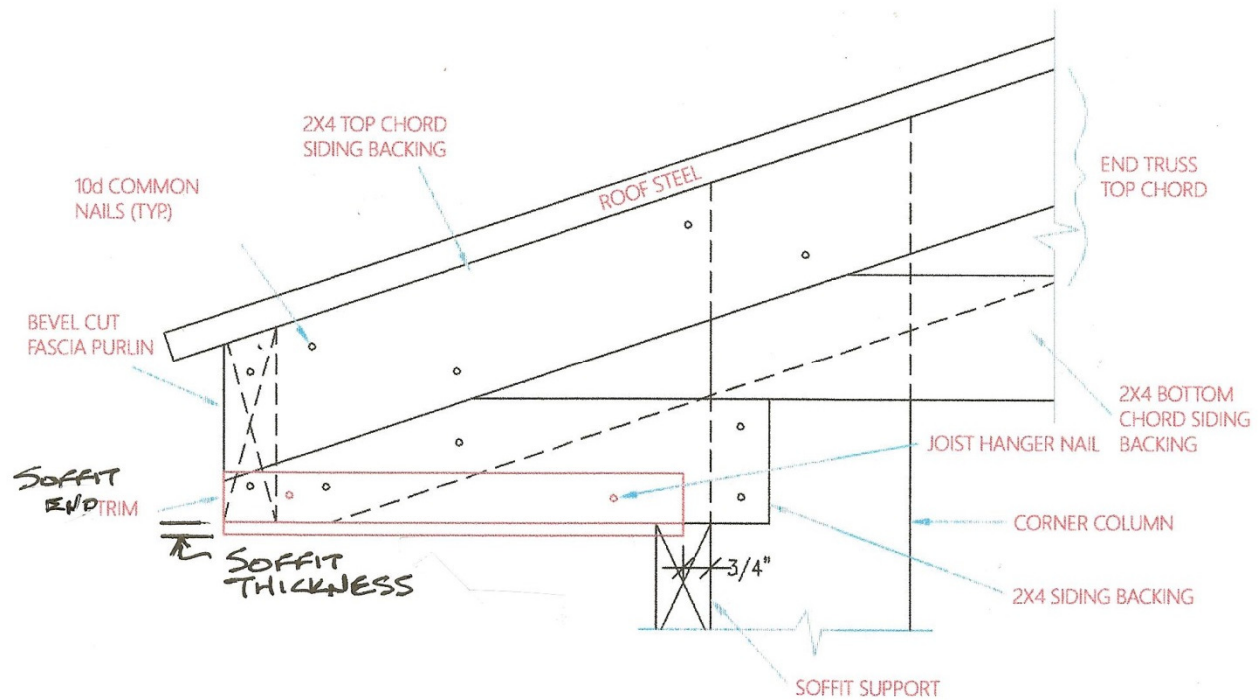 2X4 TOP CHORD
SIDING BACKING
10d COMMON
NAILS (TYP.)
ROOF STEEL
END TRUSS
TOP CHORD
BEVEL CUT
FASCIA PURLIN
2X4 BOTTOM
CHORD SIDING
BACKING
JOIST HANGER NAIL
SOFFIT
END TRIM
CORNER COLUMN
SOFFIT
THICKNESS
3/4"
2X4 SIDING BACKING
SOFFIT SUPPORT